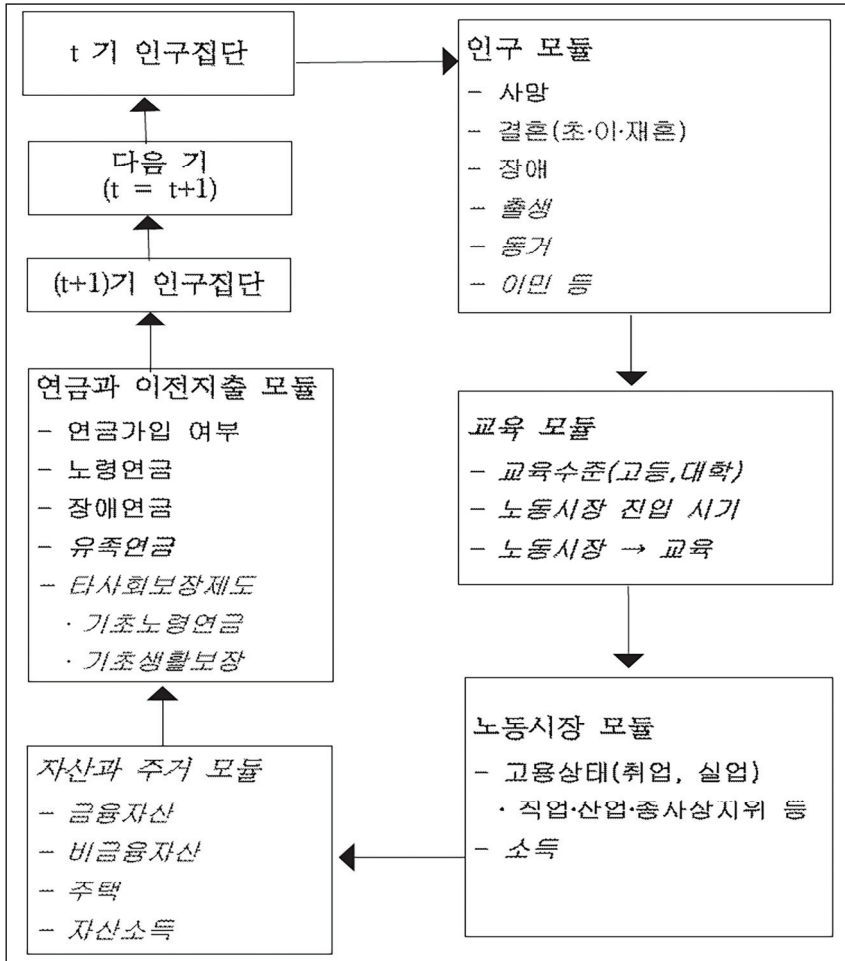 t 기 인구집단
인구 모듈
- 사망
- 결혼(초·이·재혼)
- 장애
- 출생
- 동거
- 이민 등
다음 기
(t = t+1)
(t+1)기 인구집단
연금과 이전지출 모듈
- 연금가입 여부
- 노령연금
- 장애연금
- 유족연금
- 타사회보장제도
· 기초노령연금
· 기초생활보장
교육 모듈
- 교육수준(고등,대학)
- 노동시장 진입 시기
- 노동시장 → 교육
노동시장 모듈
- 고용상태(취업, 실업)
· 직업·산업·종사상지위 등
- 소득
자산과 주거 모듈
- 금융자산
- 비금융자산
- 주택
- 자산소득